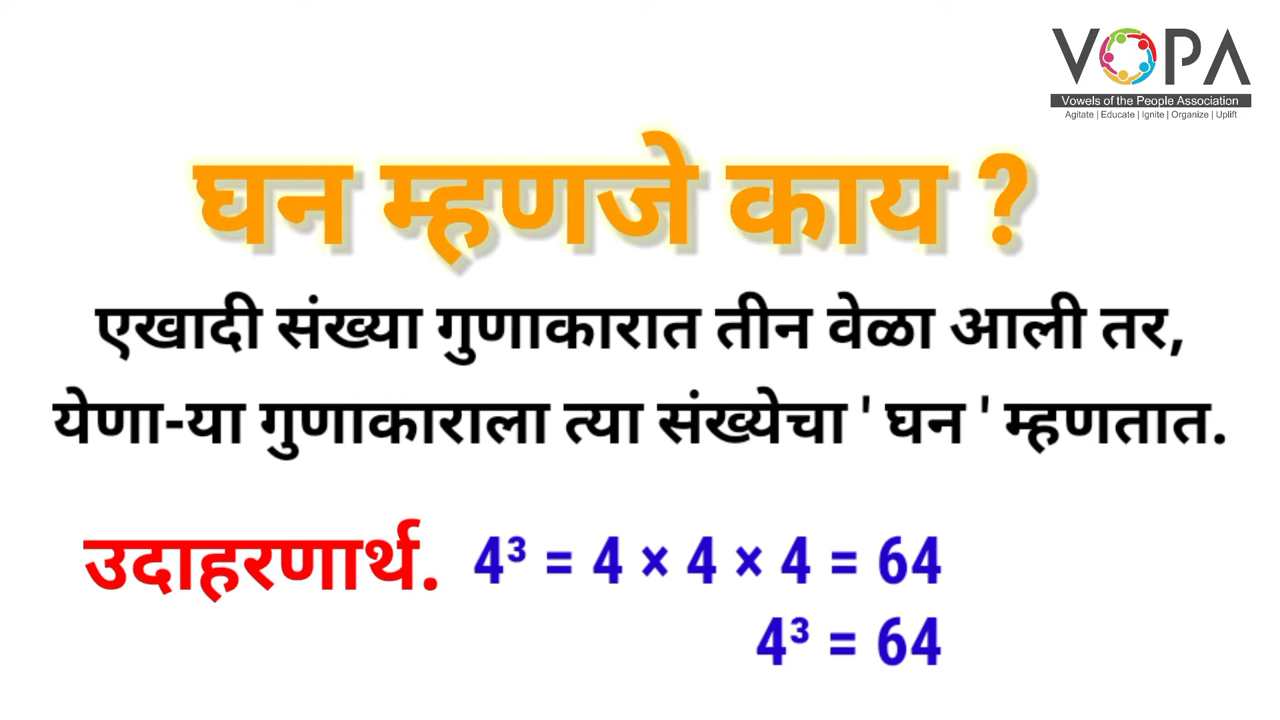 VOPA
Vowels of the People Association
Agitate | Educate | Ignite | Organize | Uplift
घन म्हणजे काय ?
एखादी संख्या गुणाकारात तीन वेळा आली तर,
येणा-या गुणाकाराला त्या संख्येचा ' घन ' म्हणतात.
उदाहरणार्थ. 4³ = 4 × 4 × 4 = 64
4³ = 64